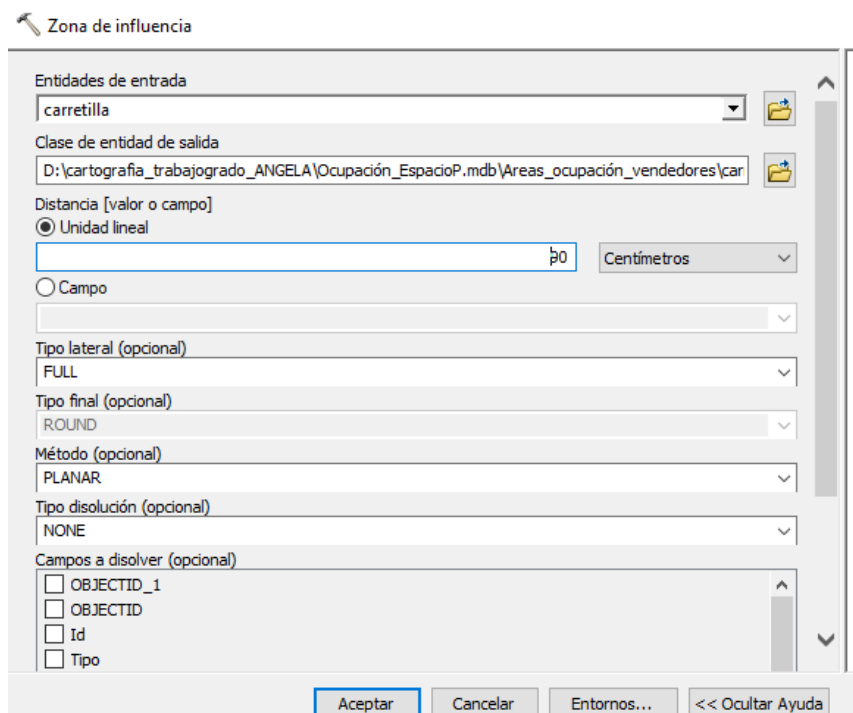 Zona de influencia
Entidades de entrada
carretilla
Clase de entidad de salida
D:\cartografia_trabajogrado_ANGELA\Ocupación_EspacioP.mdb\Areas_ocupación_vendedores\car
Distancia [valor o campo]
Unidad lineal
90 Centímetros
Campo
Tipo lateral (opcional)
FULL
Tipo final (opcional)
ROUND
Método (opcional)
PLANAR
Tipo disolución (opcional)
NONE
Campos a disolver (opcional)
OBJECTID_1
OBJECTID
Id
Tipo
Aceptar Cancelar Entornos... << Ocultar Ayuda